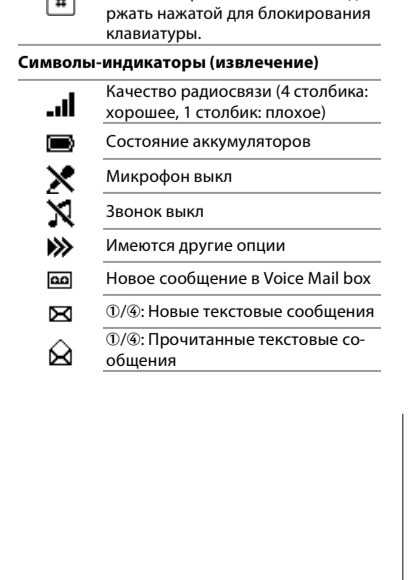 #
ржать нажатой для блокирования
клавиатуры.
Символы-индикаторы (извлечение)
Качество радиосвязи (4 столбика:
хорошее, 1 столбик: плохое)
Состояние аккумуляторов
Микрофон выкл
Звонок выкл
Имеются другие опции
Новое сообщение в Voice Mail box
①/④: Новые текстовые сообщения
①/④: Прочитанные текстовые со-
общения